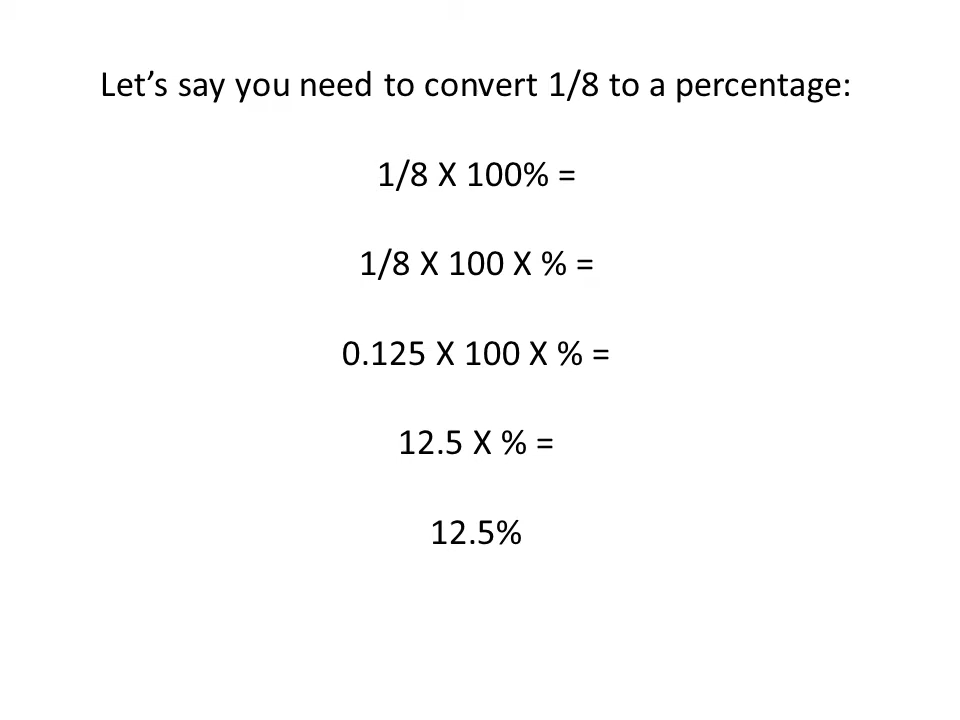 Let’s say you need to convert 1/8 to a percentage:
1/8 X 100% =
1/8 X 100 X % =
0.125 X 100 X % =
12.5 X % =
12.5%